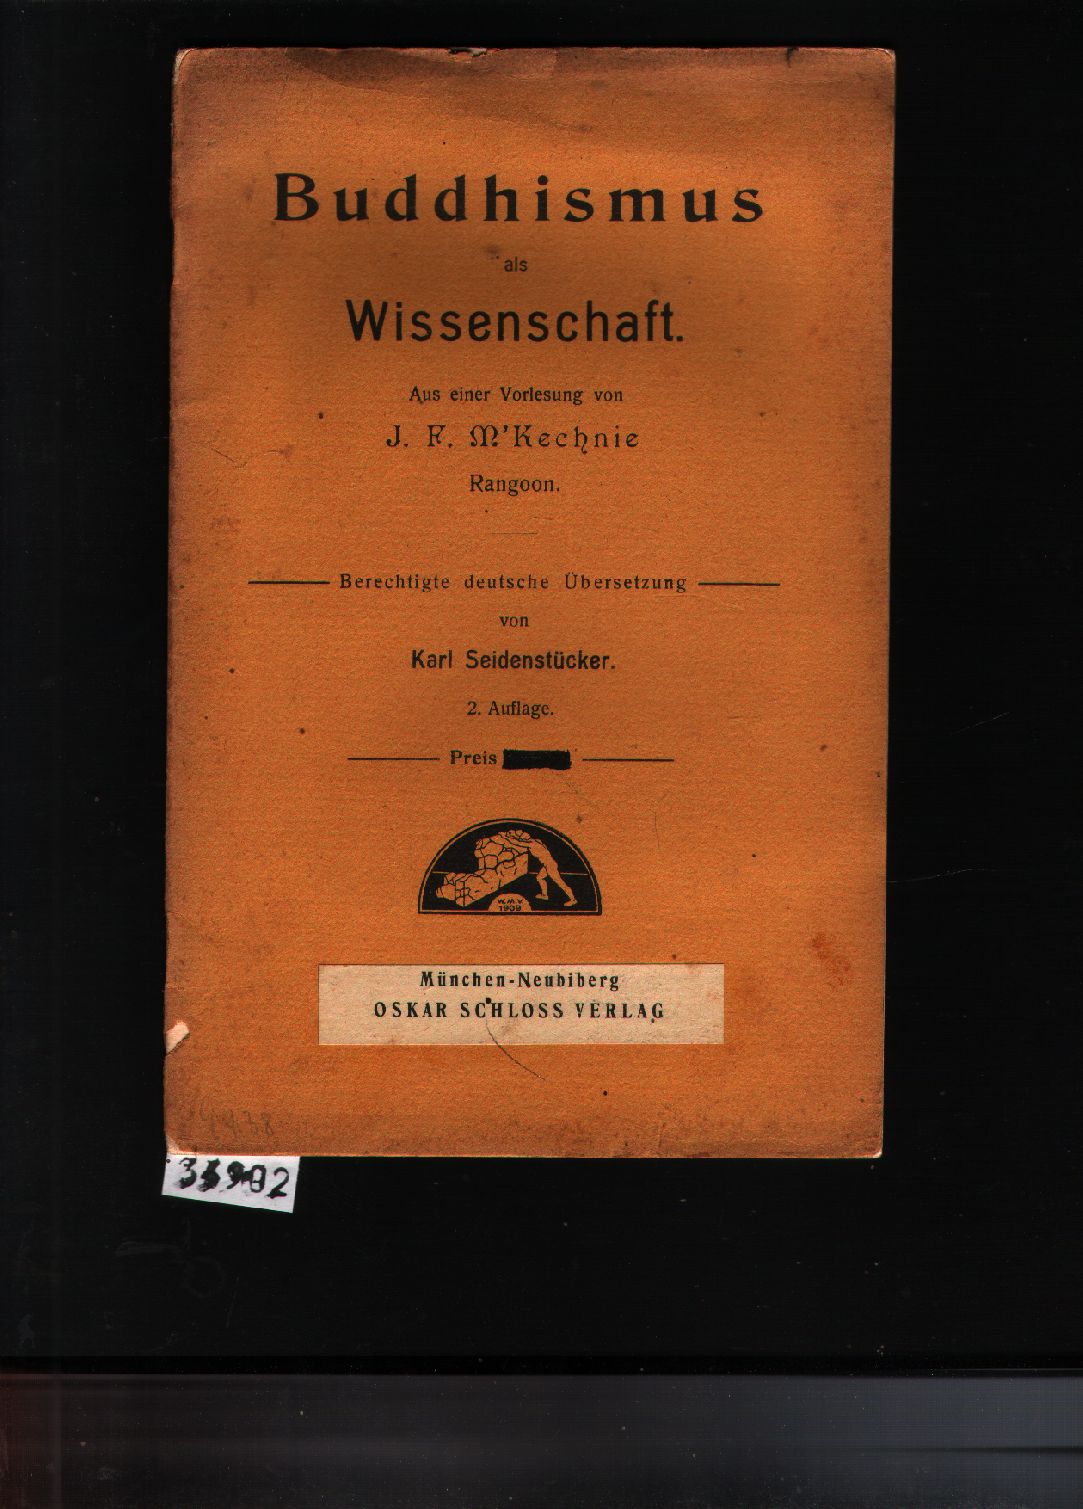 Buddhismus
als
Wissenschaft.
Aus einer Vorlesung von
J. F. M'Kechnie
Rangoon.
Berechtigte deutsche Übersetzung
von
Karl Seidenstücker.
2. Auflage.
Preis
W.M.V.
1909
München-Neubiberg
OSKAR SCHLOSS VERLAG